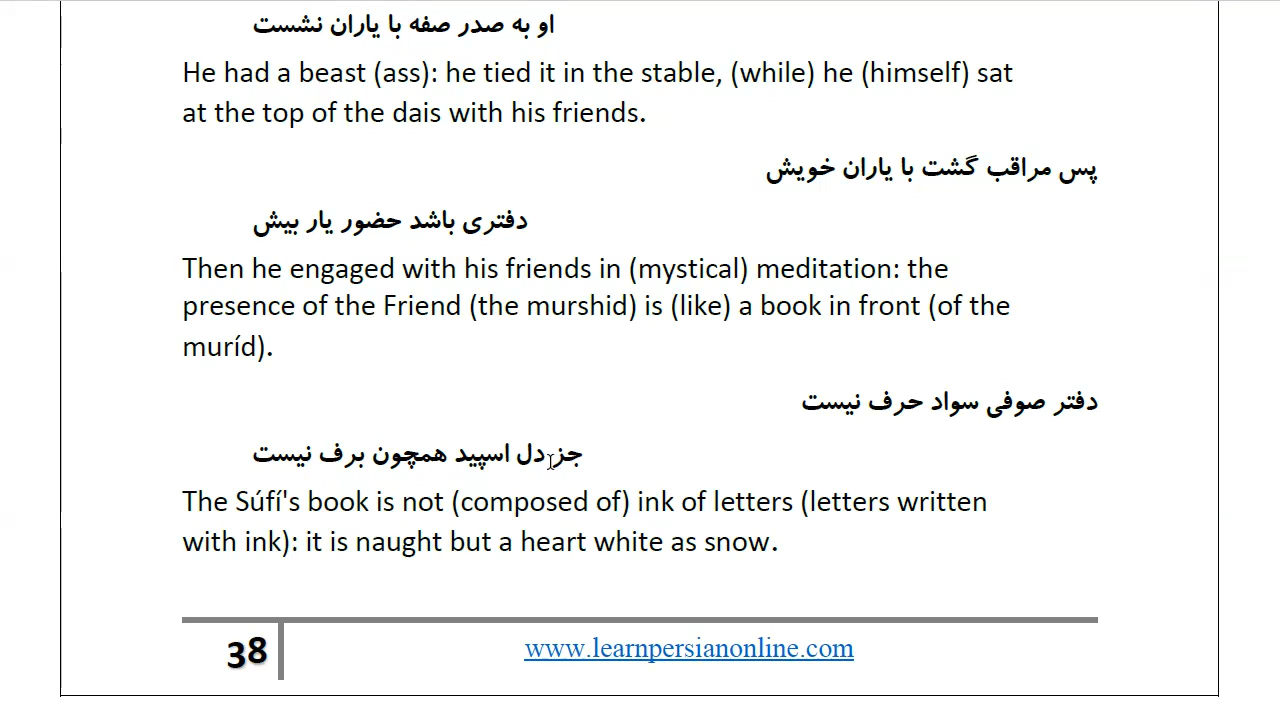 او به صدر صفه با یاران نشست
He had a beast (ass): he tied it in the stable, (while) he (himself) sat
at the top of the dais with his friends.
پس مراقب گشت با یاران خویش
دفتری باشد حضور یار بیش
Then he engaged with his friends in (mystical) meditation: the
presence of the Friend (the murshid) is (like) a book in front (of the
muríd).
دفتر صوفی سواد حرف نیست
جز دل اسپید همچون برف نیست
The Súfí's book is not (composed of) ink of letters (letters written
with ink): it is naught but a heart white as snow.
38
www.learnpersianonline.com